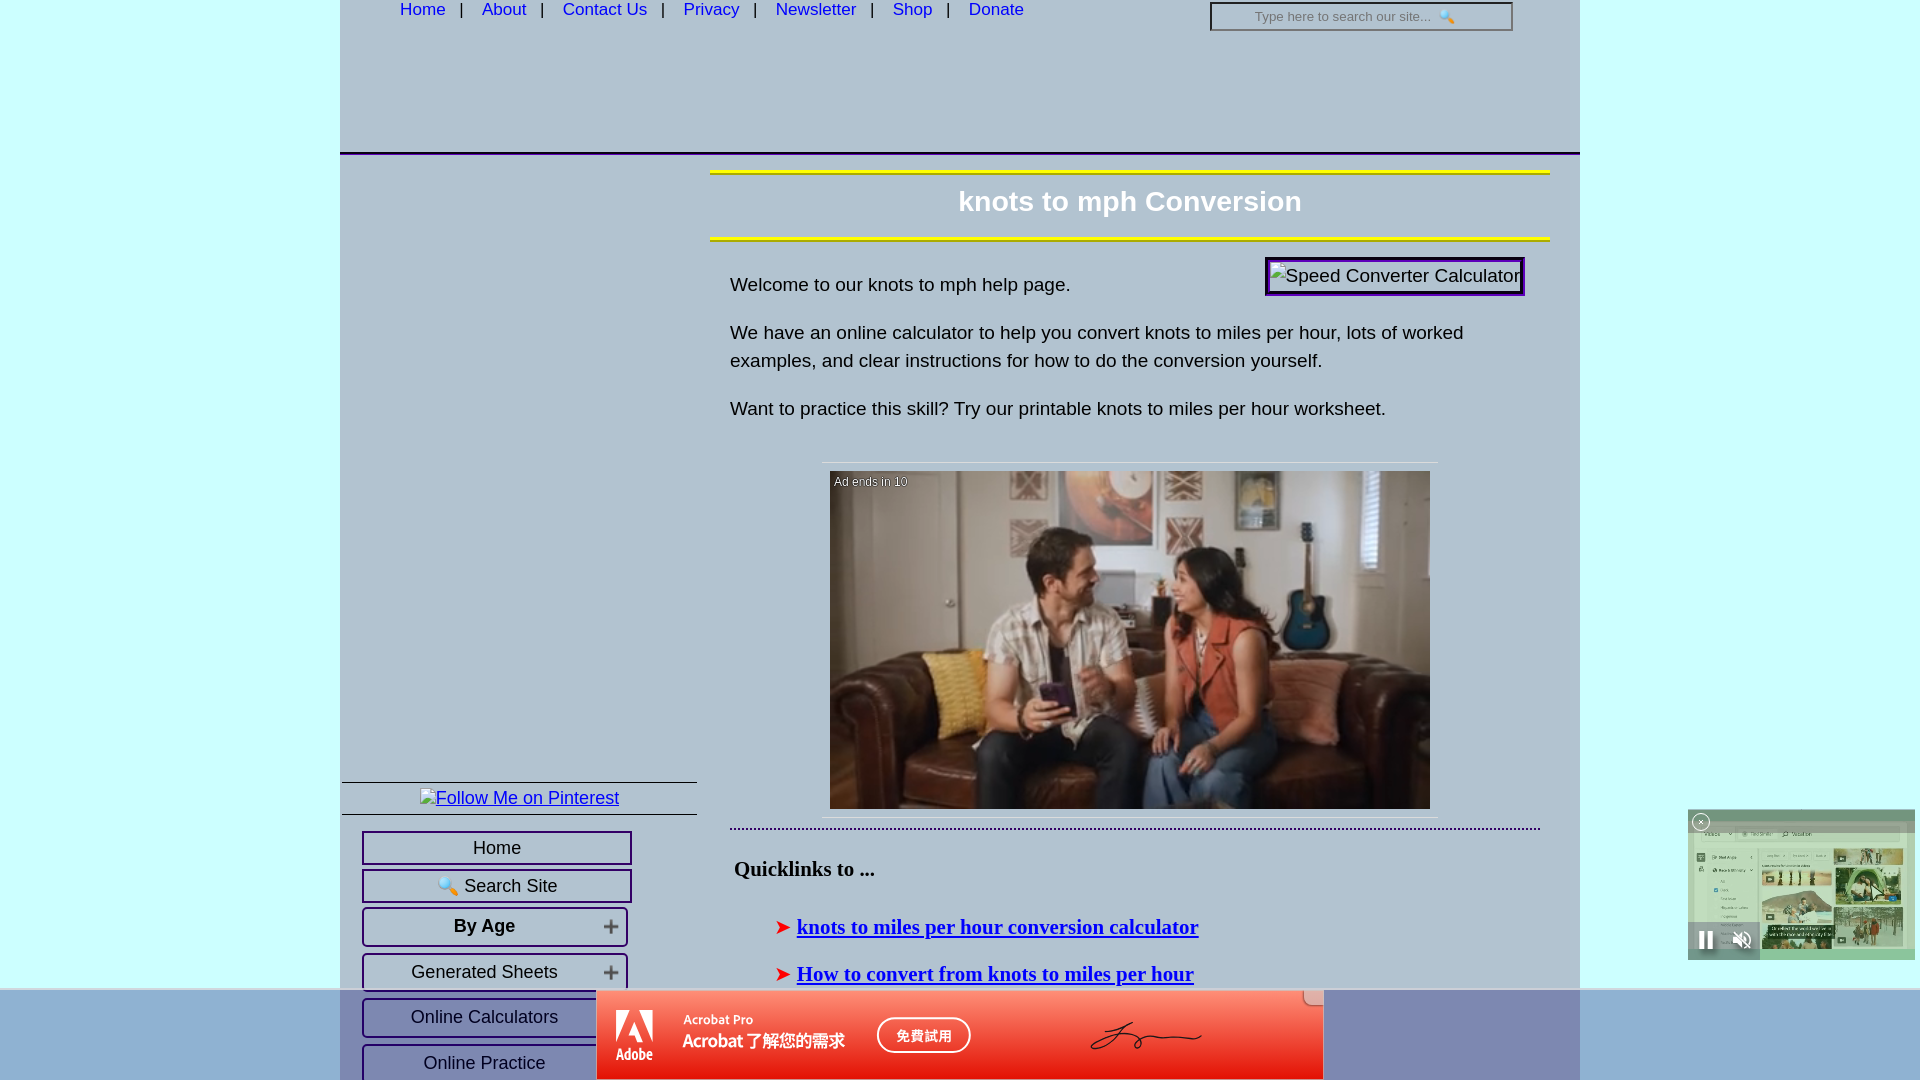 Home | About | Contact Us | Privacy | Newsletter | Shop | Donate
Type here to search our site... 🔍
knots to mph Conversion
Welcome to our knots to mph help page.
Speed Converter Calculator
We have an online calculator to help you convert knots to miles per hour, lots of worked
examples, and clear instructions for how to do the conversion yourself.
Want to practice this skill? Try our printable knots to miles per hour worksheet.
Ad ends in 10
Follow Me on Pinterest
Home
🔍 Search Site
By Age
Generated Sheets
Online Calculators
Online Practice
Quicklinks to ...
➤ knots to miles per hour conversion calculator
➤ How to convert from knots to miles per hour
Adobe
Acrobat Pro
Acrobat 了解您的需求
免費試用
Vacation